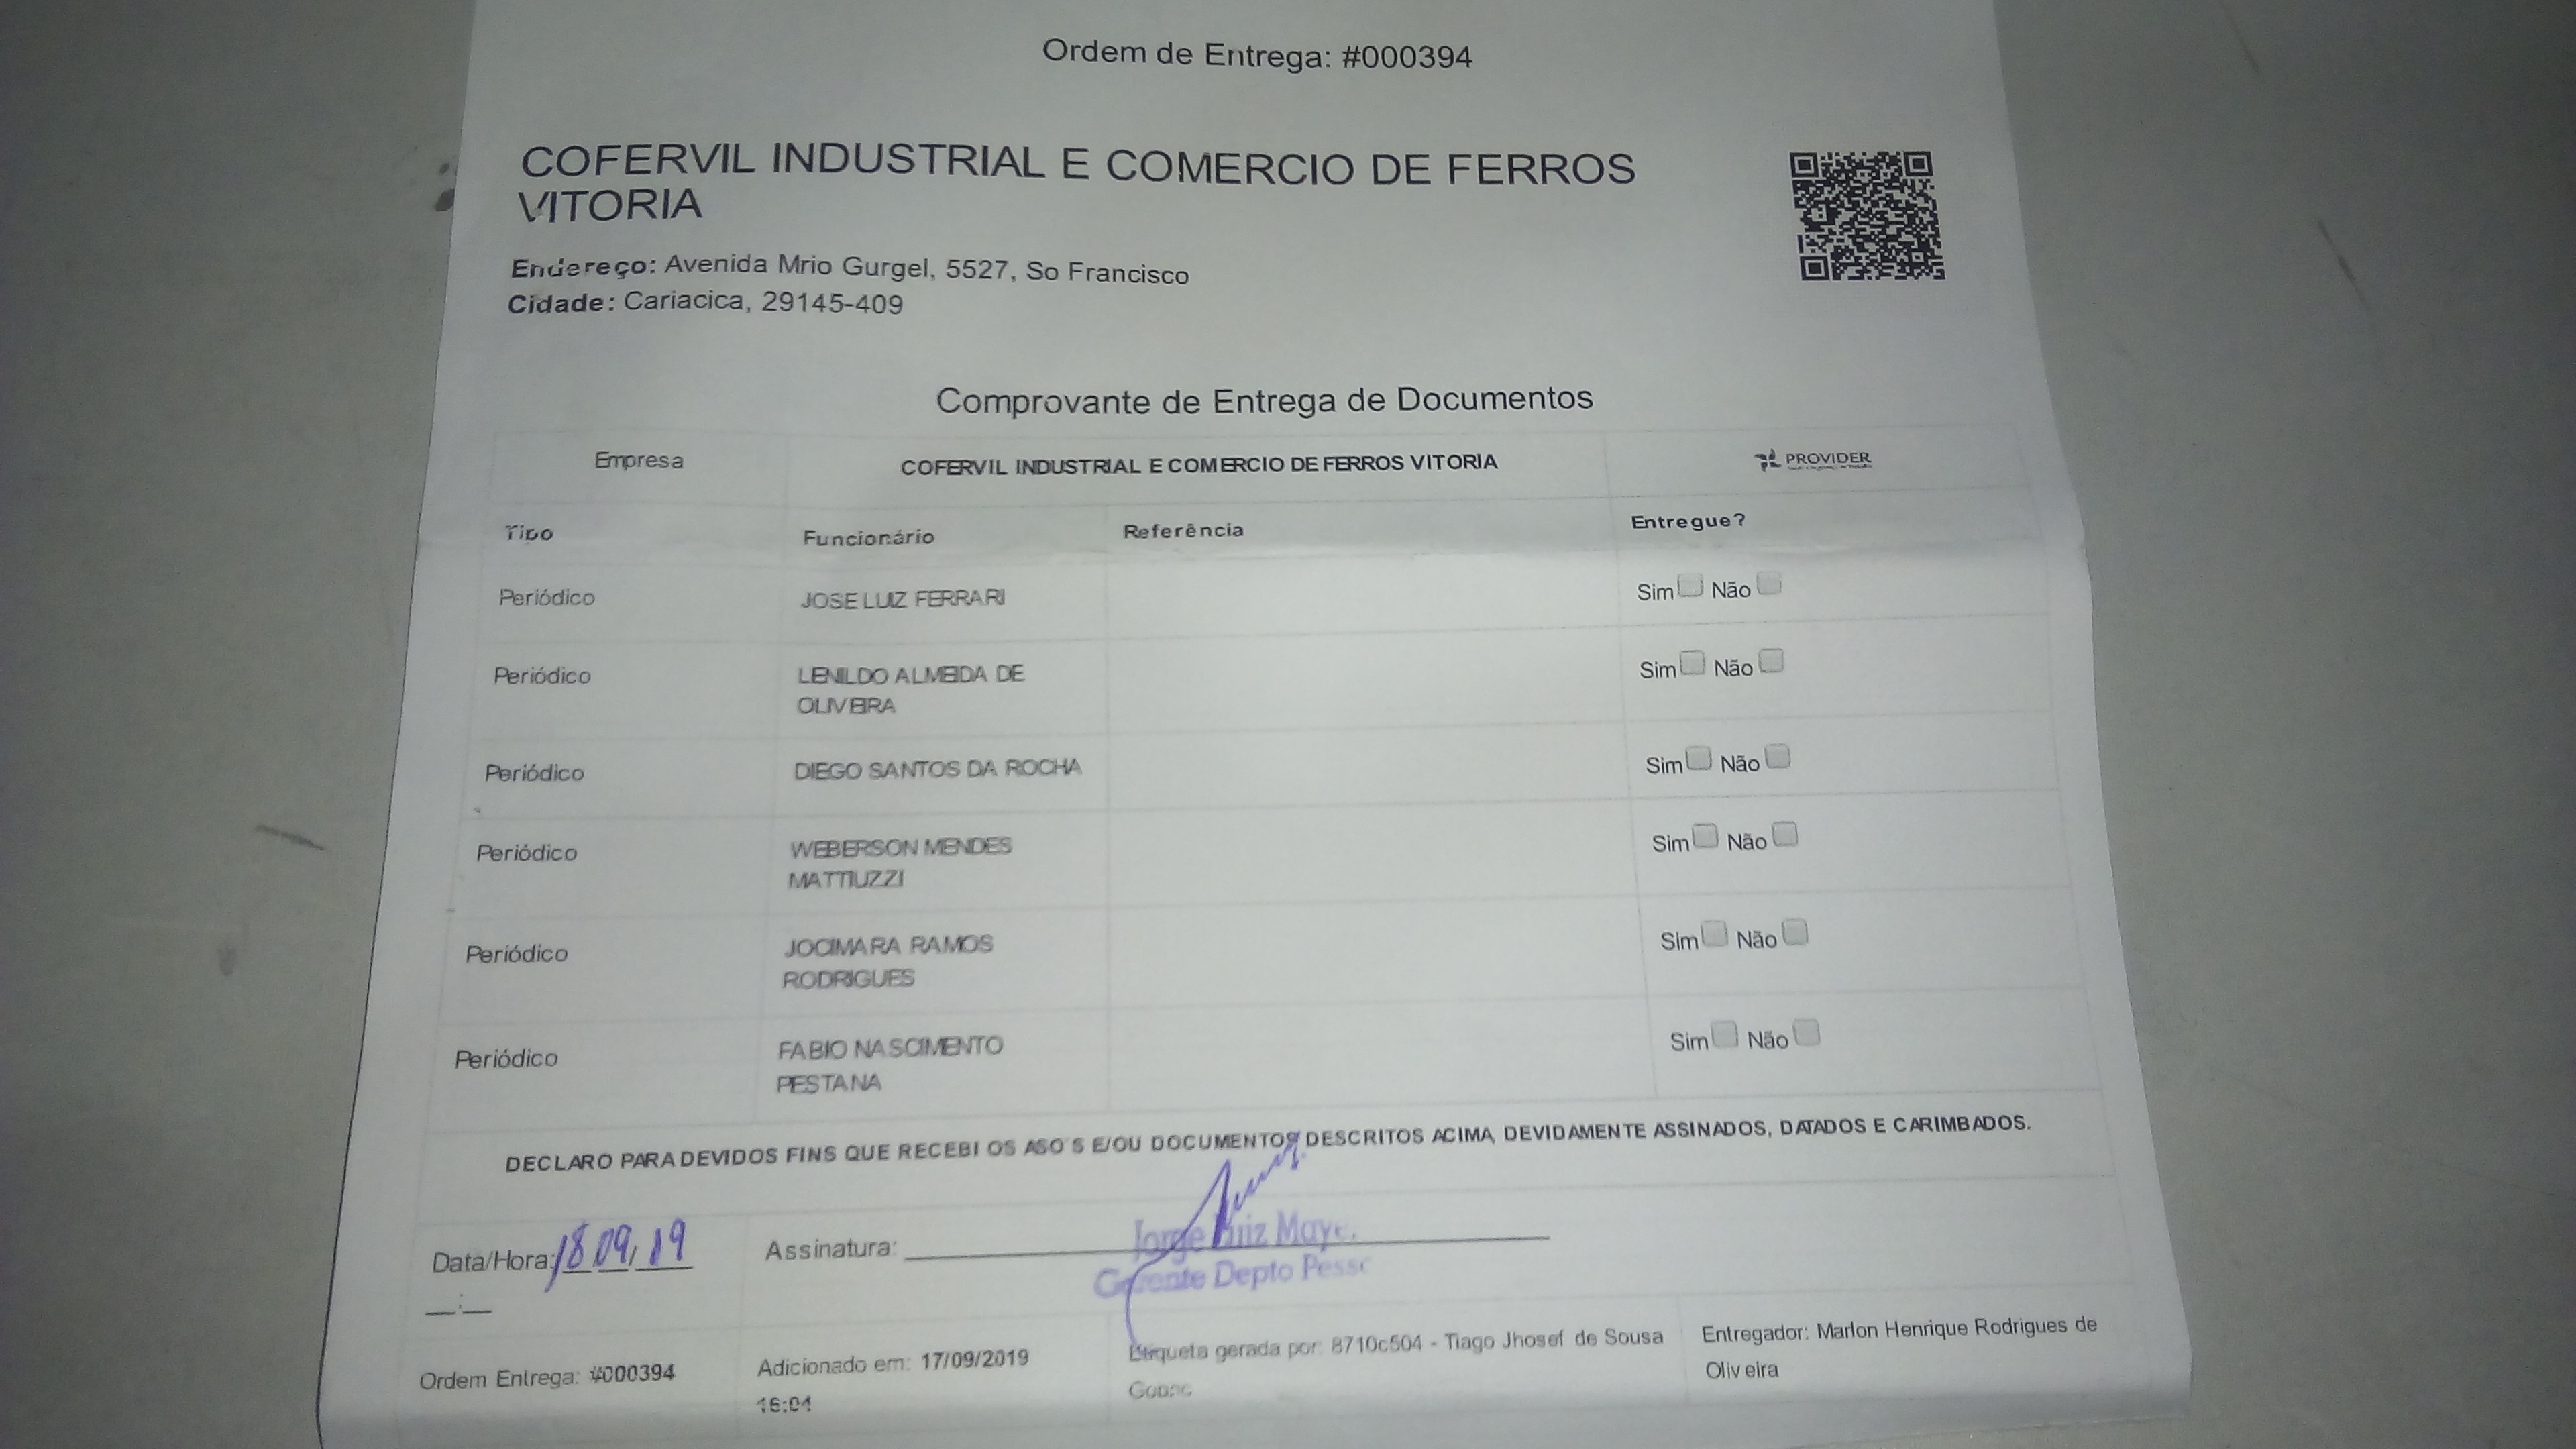 Ordem de Entrega: #000394
COFERVIL INDUSTRIAL E COMERCIO DE FERROS
VITORIA
Endereço: Avenida Mrio Gurgel, 5527, So Francisco
Cidade: Cariacica, 29145-409
Comprovante de Entrega de Documentos
Empresa COFERVIL INDUSTRIAL E COMERCIO DE FERROS VITORIA PROVIDER
Tipo Funcionário Referência Entregue?
Periódico JOSE LUIZ FERRARI Sim Não
Periódico LENILDO ALMEIDA DE Sim Não
OLIVEIRA
Periódico DIEGO SANTOS DA ROCHA Sim Não
Periódico WEBERSON MENDES Sim Não
MATTIUZZI
Periódico JOCIMARA RAMOS Sim Não
RODRIGUES
Periódico FABIO NASCIMENTO Sim Não
PESTANA
DECLARO PARA DEVIDOS FINS QUE RECEBI OS ASO'S E/OU DOCUMENTOS DESCRITOS ACIMA, DEVIDAMENTE ASSINADOS, DATADOS E CARIMBADOS.
Data/Hora: 18/09/19 Assinatura:
__:__
Jorge Luiz
Gerente Depto
Ordem Entrega: #000394 Adicionado em: 17/09/2019 Etiqueta gerada por: 8710c504 - Tiago Jhosef de Sousa Entregador: Marlon Henrique Rodrigues de
16:04 Oliveira